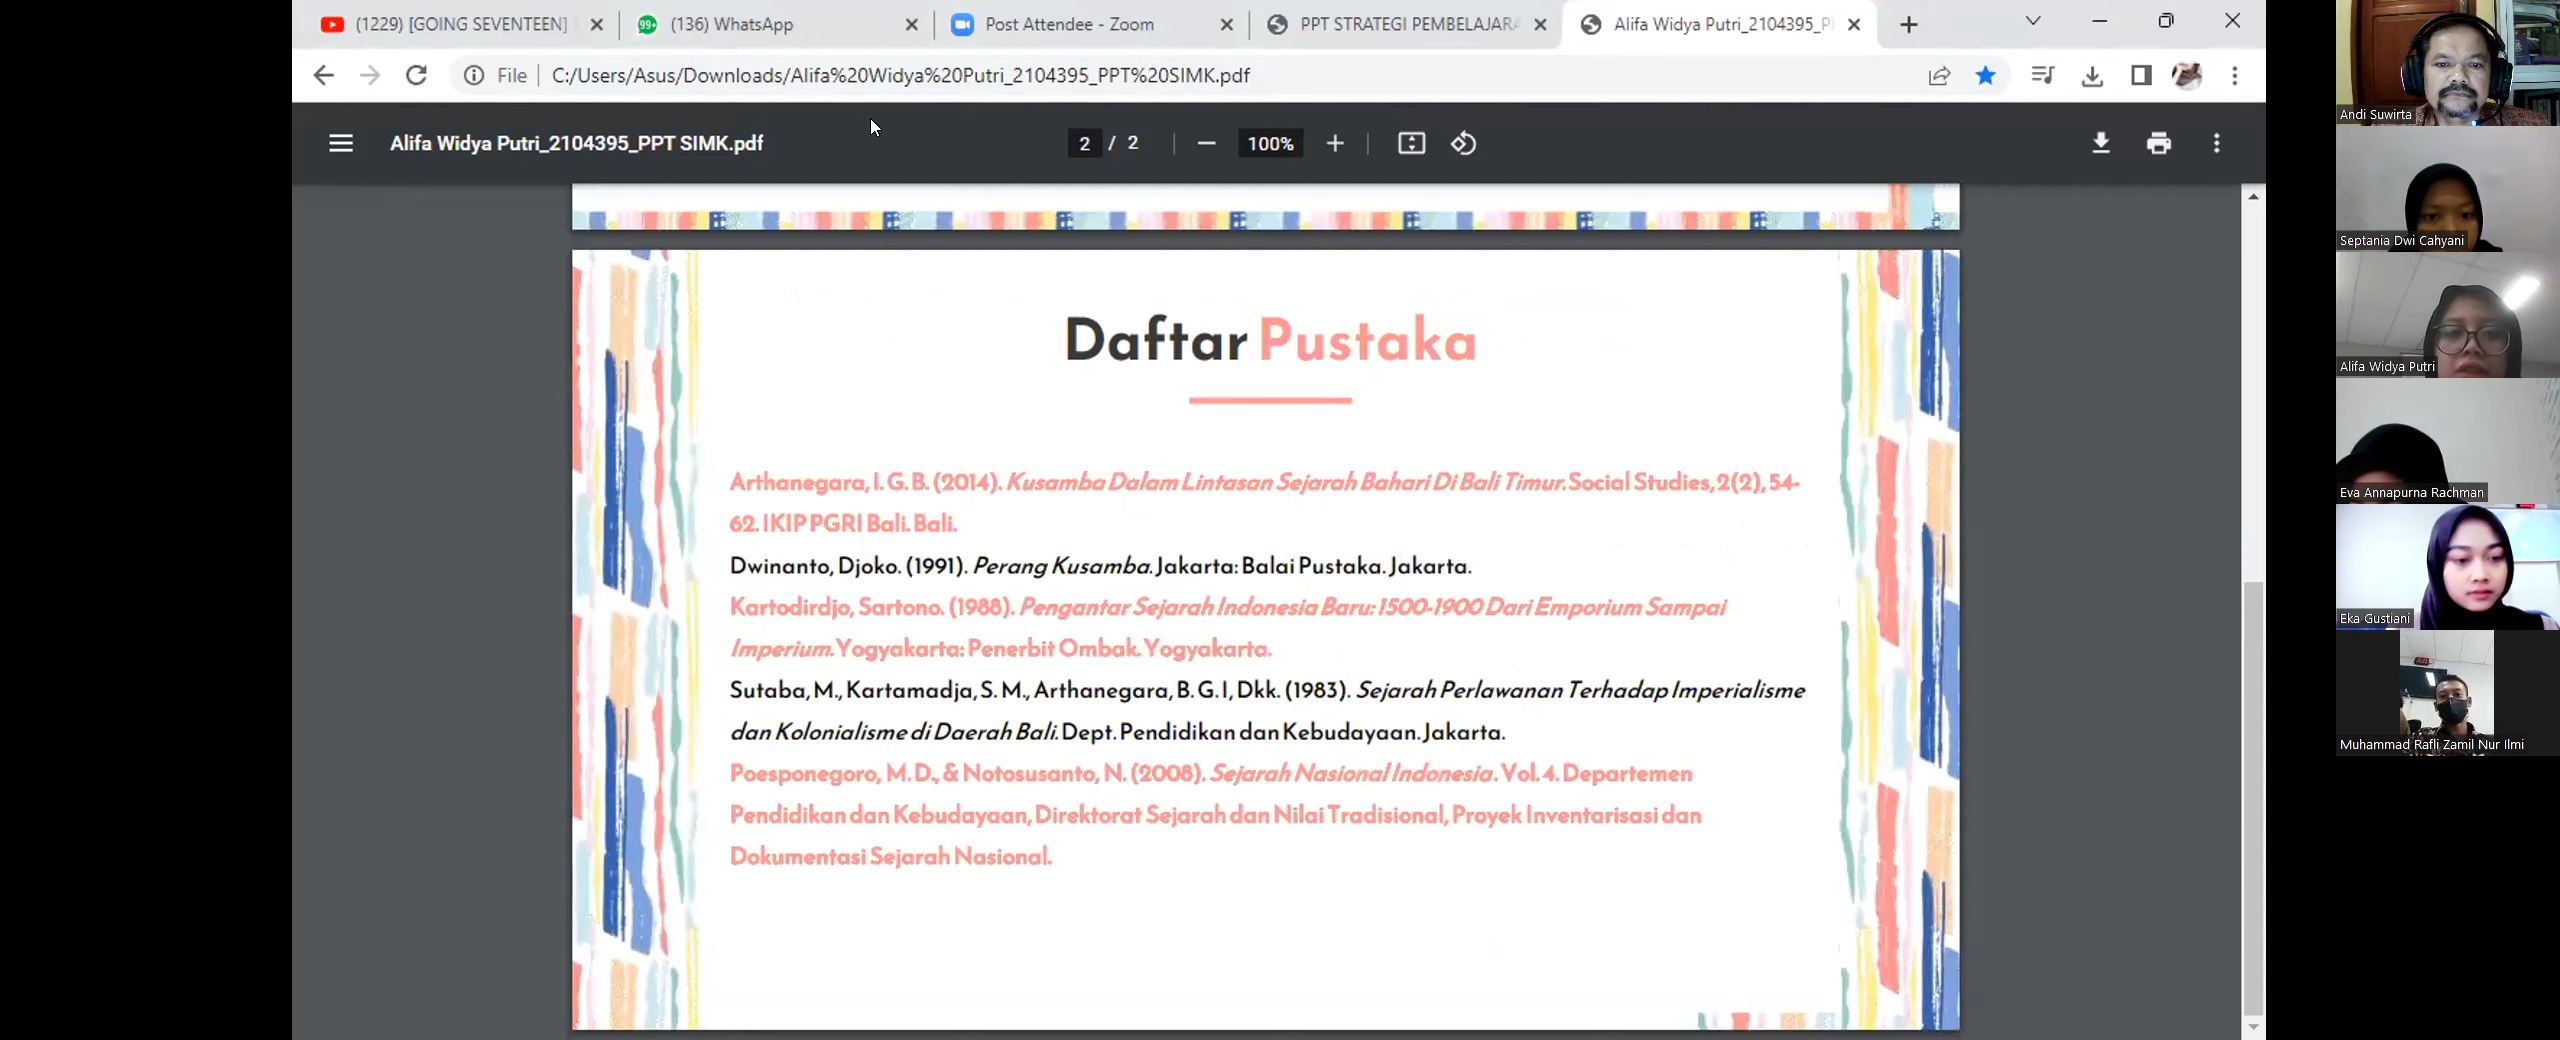 (1229) [GOING SEVENTEEN]
99+
(136) WhatsApp
Post Attendee - Zoom
PPT STRATEGI PEMBELAJARA
Alifa Widya Putri_2104395_P
File
C:/Users/Asus/Downloads/Alifa%20Widya%20Putri_2104395_PPT%20SIMK.pdf
Alifa Widya Putri_2104395_PPT SIMK.pdf
2 / 2
100%
Daftar Pustaka
Arthanegara, I. G. B. (2014). Kusamba Dalam Lintasan Sejarah Bahari Di Bali Timur. Social Studies, 2(2), 54-
62. IKIP PGRI Bali. Bali.
Dwinanto, Djoko. (1991). Perang Kusamba. Jakarta: Balai Pustaka. Jakarta.
Kartodirdjo, Sartono. (1988). Pengantar Sejarah Indonesia Baru: 1500-1900 Dari Emporium Sampai
Imperium. Yogyakarta: Penerbit Ombak. Yogyakarta.
Sutaba, M., Kartamadja, S. M., Arthanegara, B. G. I, Dkk. (1983). Sejarah Perlawanan Terhadap Imperialisme
dan Kolonialisme di Daerah Bali. Dept. Pendidikan dan Kebudayaan. Jakarta.
Poesponegoro, M. D., & Notosusanto, N. (2008). Sejarah Nasional Indonesia. Vol. 4. Departemen
Pendidikan dan Kebudayaan, Direktorat Sejarah dan Nilai Tradisional, Proyek Inventarisasi dan
Dokumentasi Sejarah Nasional.
Andi Suwirta
Septania Dwi Cahyani
Alifa Widya Putri
Eva Annapurna Rachman
Eka Gustiani
Muhammad Rafli Zamil Nur Ilmi